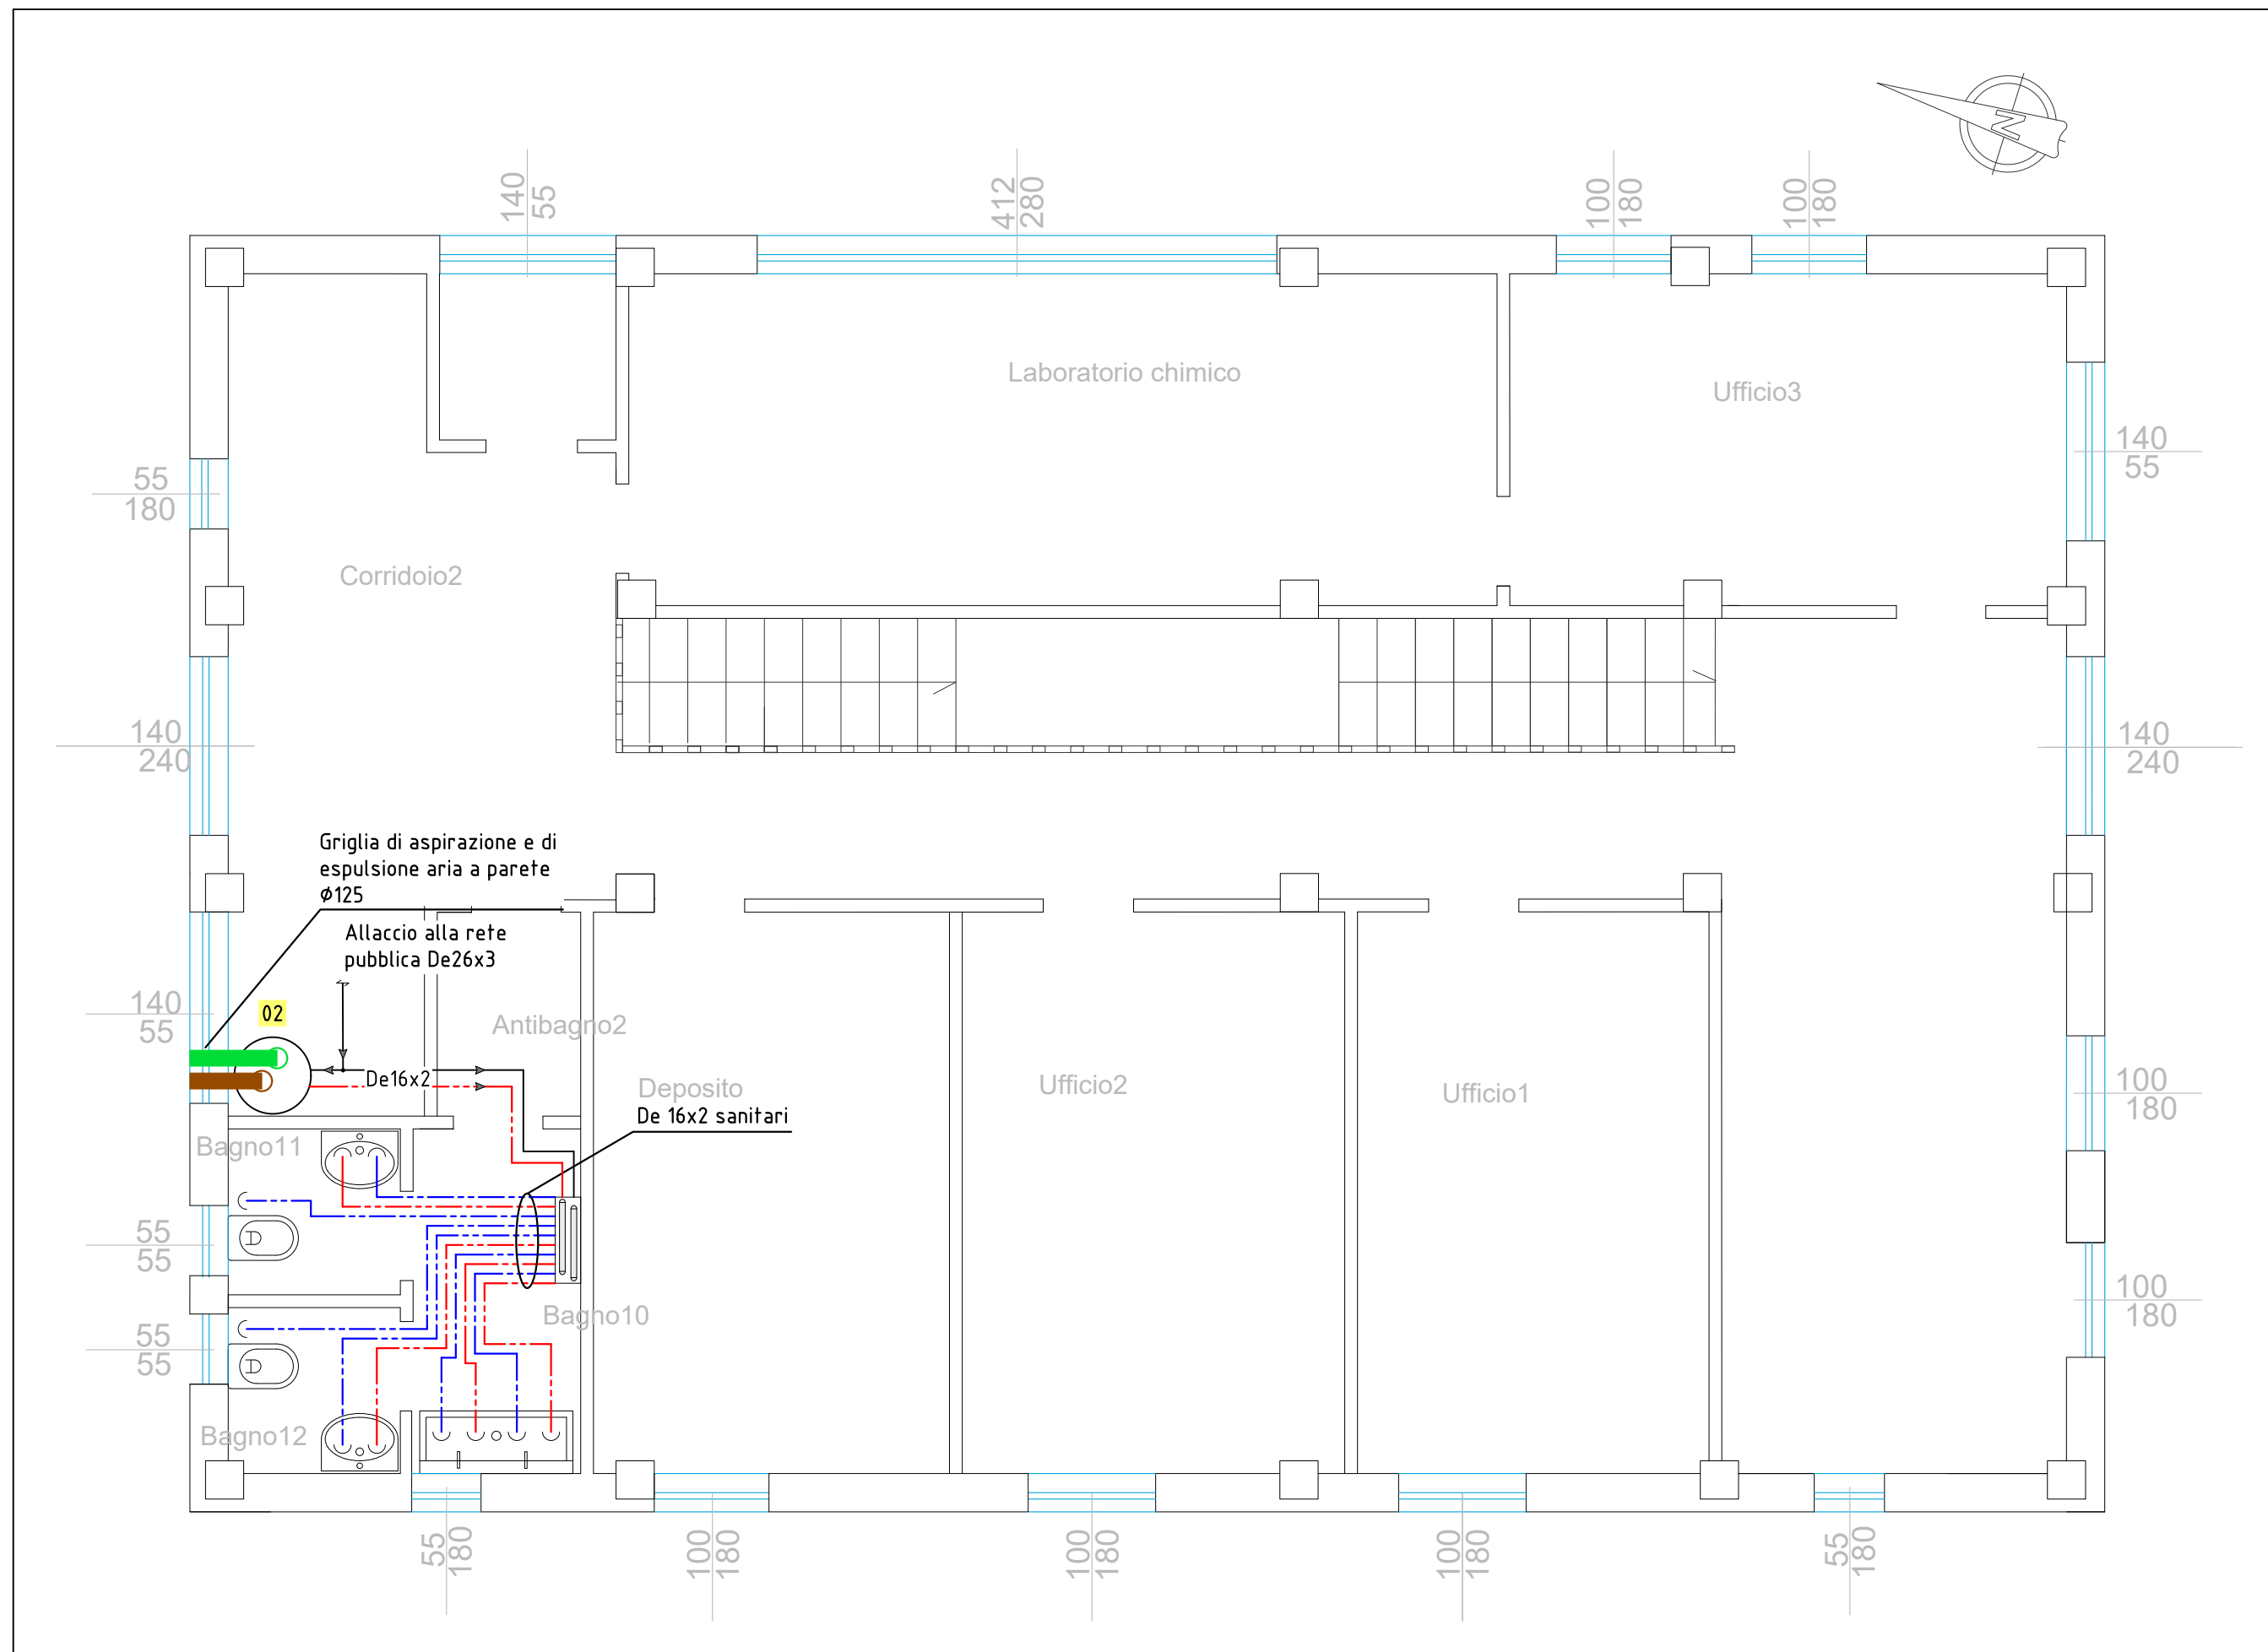 N
140
55
412
280
100
180
100
180
Laboratorio chimico
Ufficio3
140
55
55
180
Corridoio2
140
240
140
240
Griglia di aspirazione e di
espulsione aria a parete
ø125
Allaccio alla rete
pubblica De26x3
140
55
02
Antibagno2
De16x2
Deposito
De 16x2 sanitari
Ufficio2
Ufficio1
100
180
Bagno11
55
55
Bagno10
100
180
55
55
Bagno12
55
180
100
180
100
180
100
180
55
180